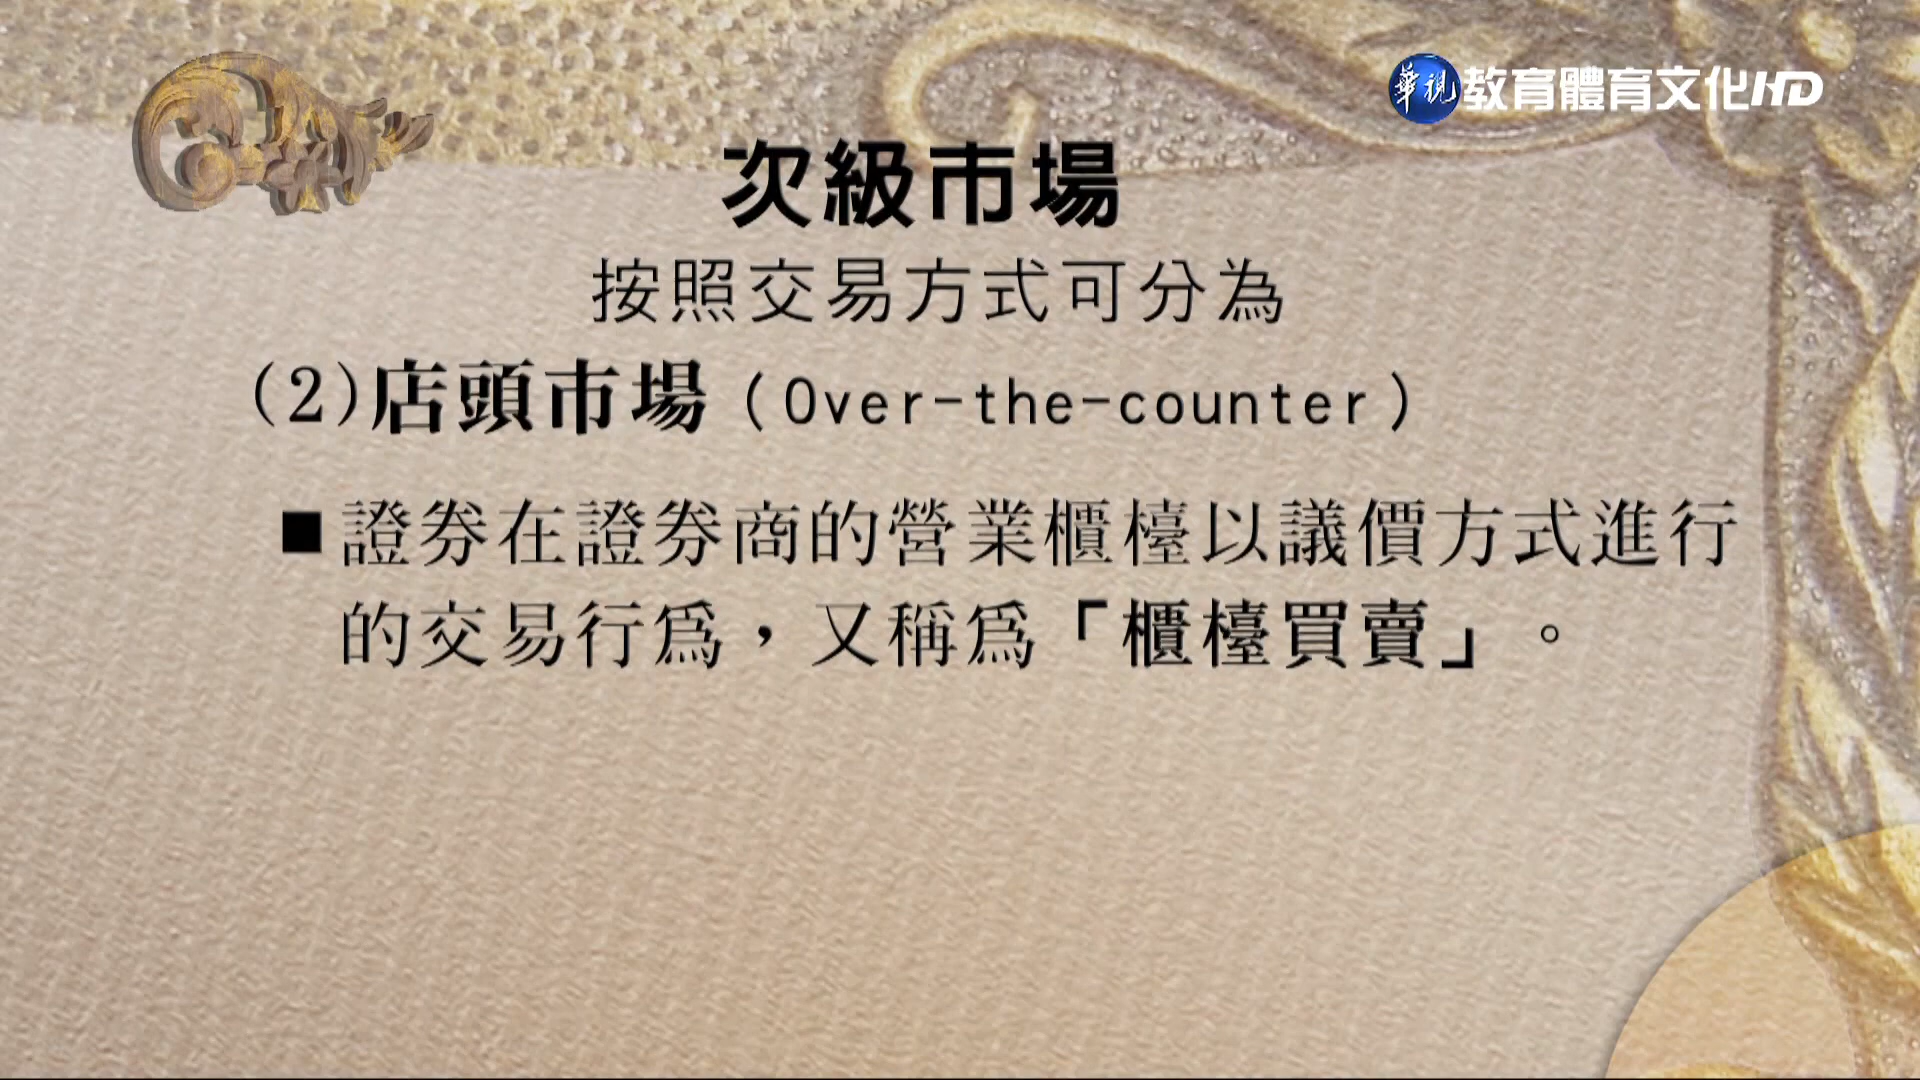 華視 教育體育文化HD
次級市場
按照交易方式可分為
(2)店頭市場（Over-the-counter）
■證券在證券商的營業櫃檯以議價方式進行
的交易行為，又稱為「櫃檯買賣」。